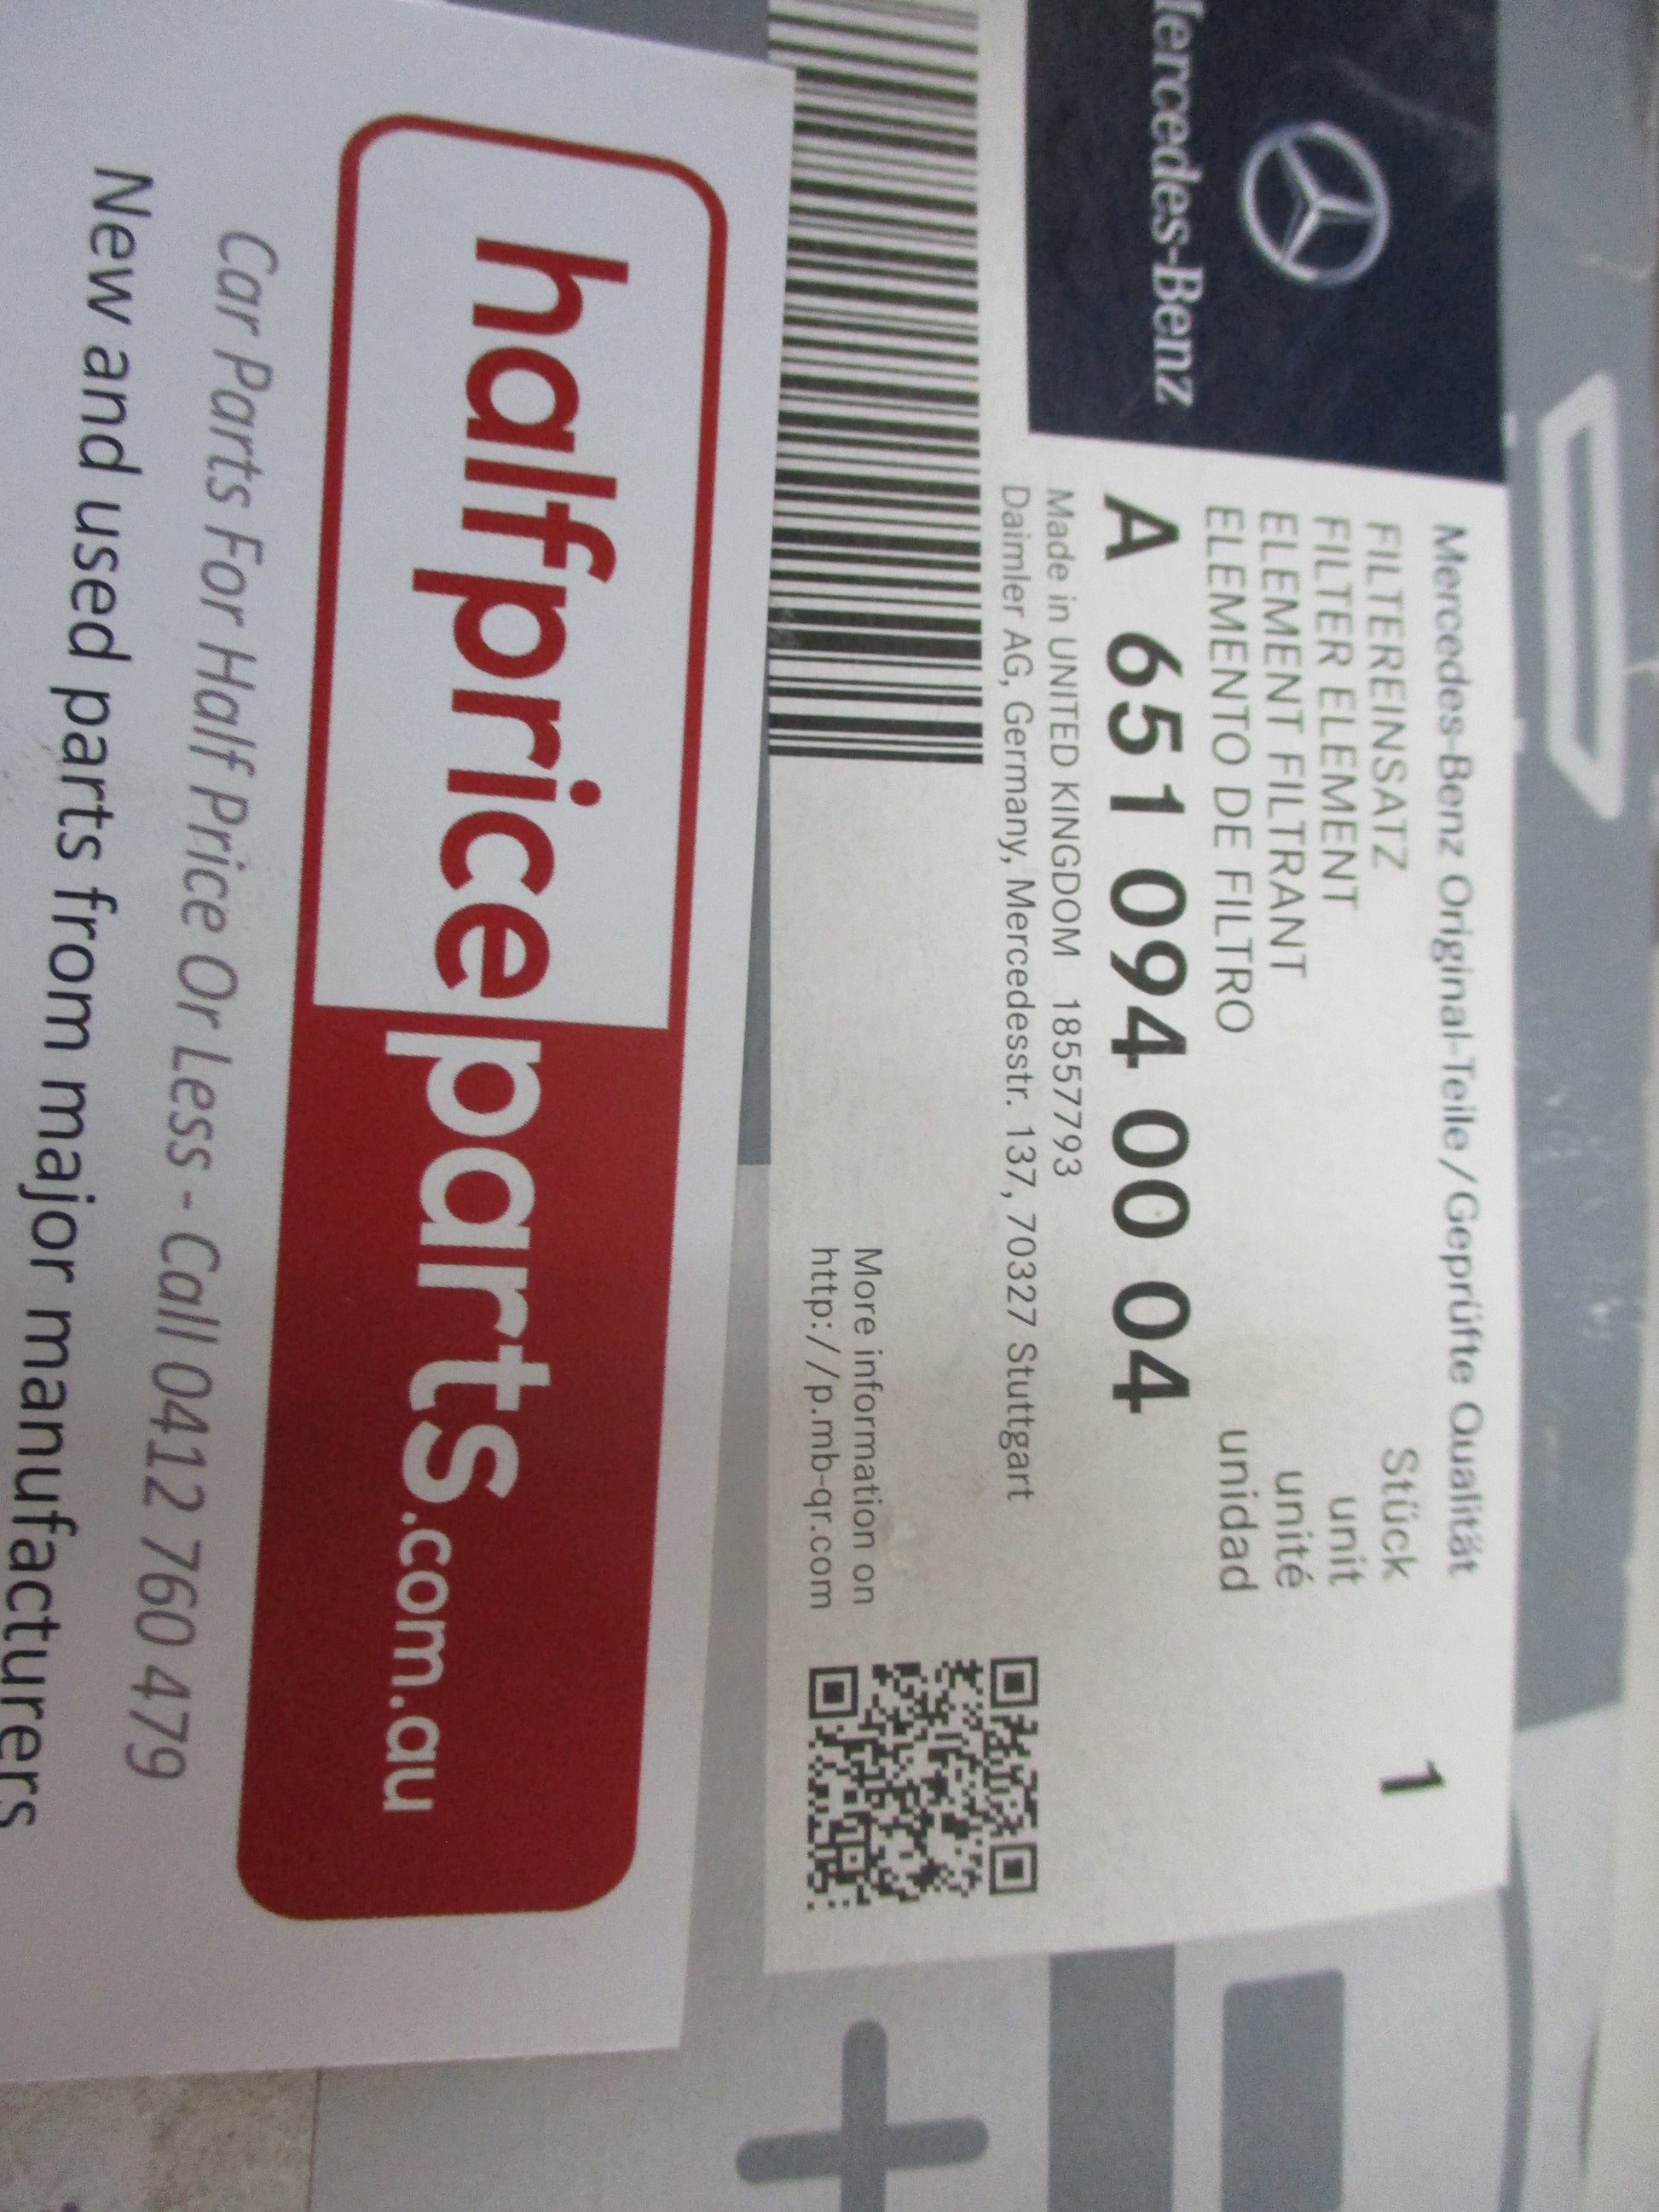 Mercedes-Benz
Mercedes-Benz Original-Teile/Geprüfte Qualität
FILTEREINSATZ Stück 1
FILTER ELEMENT unit
ELEMENT FILTRANT unité
ELEMENTO DE FILTRO unidad
A 651 094 00 04
Made in UNITED KINGDOM 18557793
Daimler AG, Germany, Mercedesstr. 137, 70327 Stuttgart
More information on
http://p.mb-qr.com
halfpriceparts.com.au
Car Parts For Half Price Or Less - Call 0412 760 479
New and used parts from major manufacturers